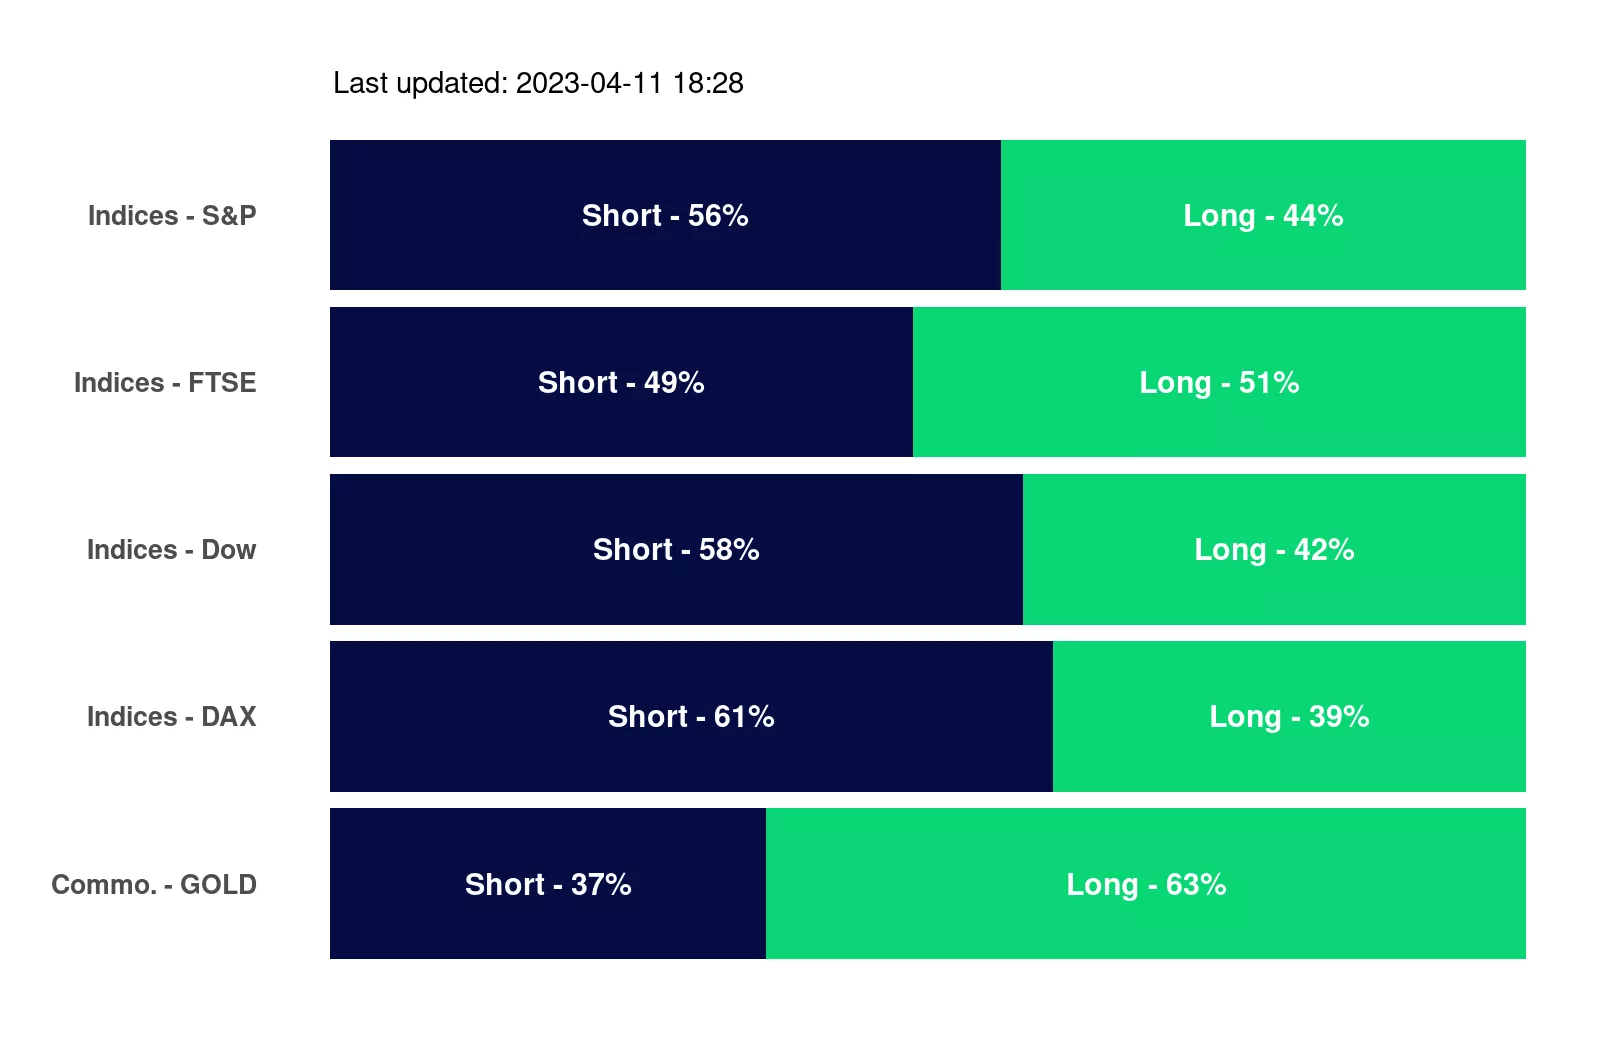 Last updated: 2023-04-11 18:28
Indices - S&P Short - 56% Long - 44%
Indices - FTSE Short - 49% Long - 51%
Indices - Dow Short - 58% Long - 42%
Indices - DAX Short - 61% Long - 39%
Commo. - GOLD Short - 37% Long - 63%